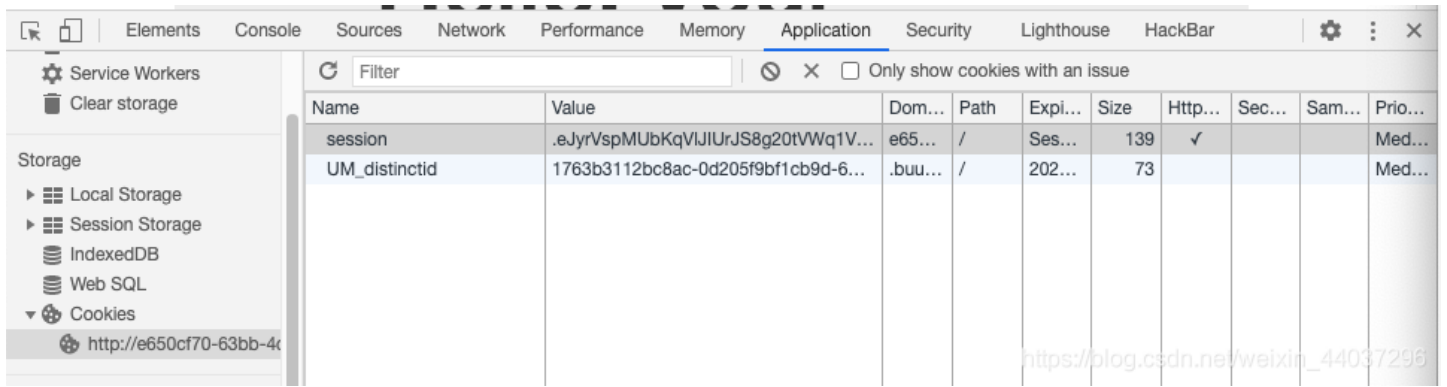 Elements Console Sources Network Performance Memory Application Security Lighthouse HackBar
Service Workers
Clear storage
Storage
Local Storage
Session Storage
IndexedDB
Web SQL
Cookies
http://e650cf70-63bb-4
Filter Only show cookies with an issue
Name Value Dom... Path Expi... Size Http... Sec... Sam... Prio...
session .eJyrVspMUbKqVlJIUrJS8g20tVWq1V... e65... / Ses... 139 ✓ Med...
UM_distinctid 1763b3112bc8ac-0d205f9bf1cb9d-6... .buu... / 202... 73 Med...
https://blog.csdn.net/weixin_44037296